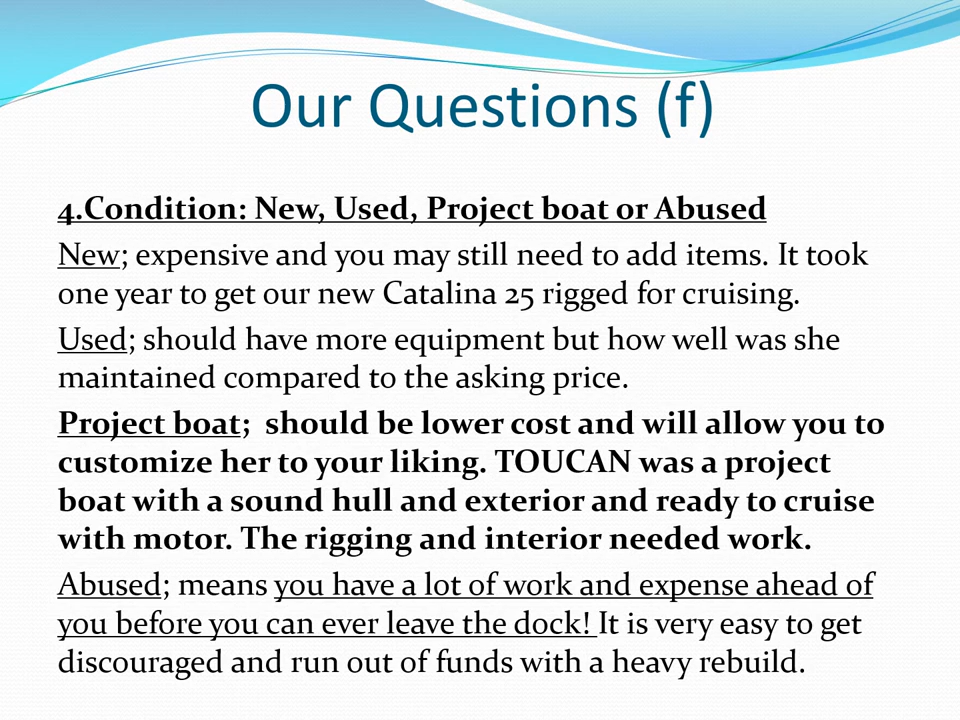 Our Questions (f)
4.Condition: New, Used, Project boat or Abused
New; expensive and you may still need to add items. It took
one year to get our new Catalina 25 rigged for cruising.
Used; should have more equipment but how well was she
maintained compared to the asking price.
Project boat;  should be lower cost and will allow you to
customize her to your liking. TOUCAN was a project
boat with a sound hull and exterior and ready to cruise
with motor. The rigging and interior needed work.
Abused; means you have a lot of work and expense ahead of
you before you can ever leave the dock! It is very easy to get
discouraged and run out of funds with a heavy rebuild.